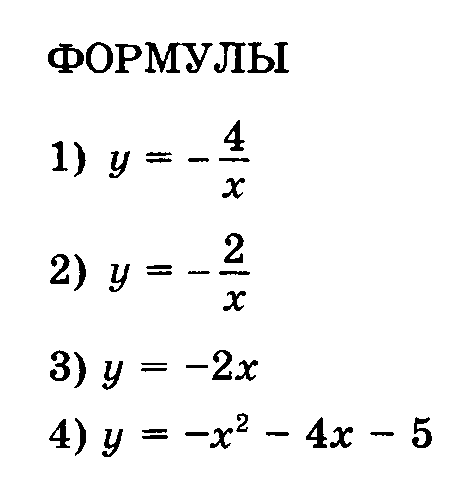 ФОРМУЛЫ
1) y = -4/x
2) y = -2/x
3) y = -2x
4) y = -x² - 4x - 5